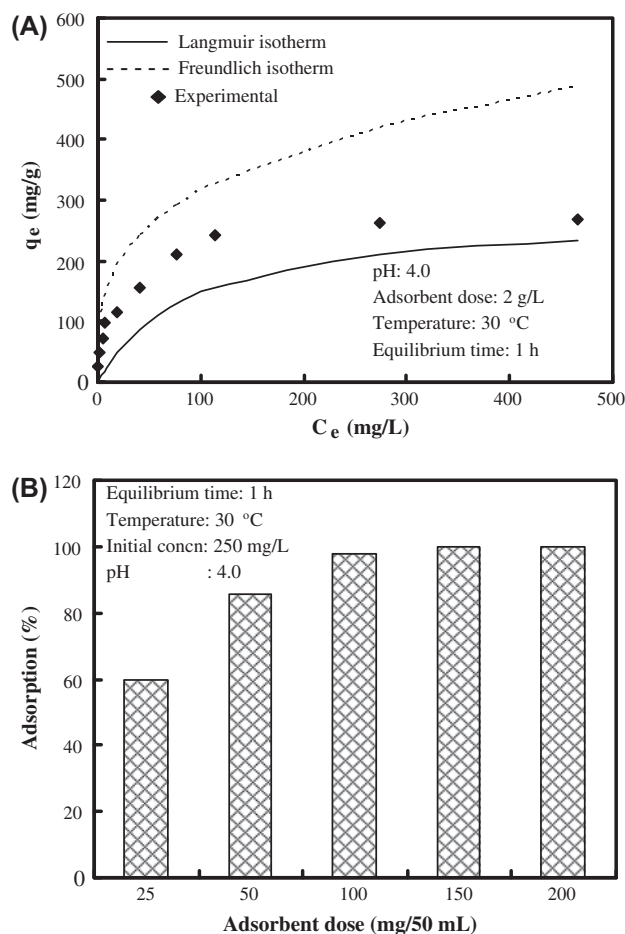 (A)
600
500
400
300
200
100
0
qe (mg/g)
Langmuir isotherm
Freundlich isotherm
Experimental
pH: 4.0
Adsorbent dose: 2 g/L
Temperature: 30 °C
Equilibrium time: 1 h
0 100 200 300 400 500
Ce (mg/L)
(B)
120
100
80
60
40
20
0
Adsorption (%)
Equilibrium time: 1 h
Temperature: 30 °C
Initial concn: 250 mg/L
pH : 4.0
25 50 100 150 200
Adsorbent dose (mg/50 mL)